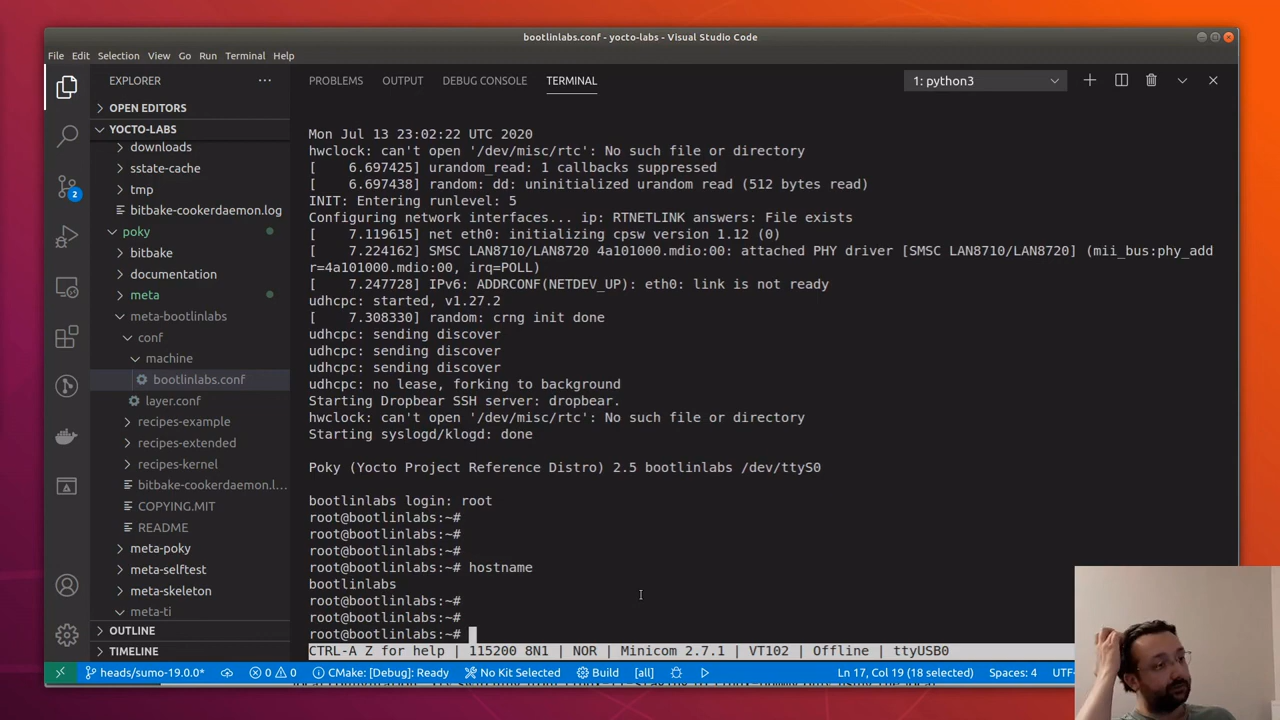 bootlinlabs.conf - yocto-labs - Visual Studio Code
File Edit Selection View Go Run Terminal Help
EXPLORER
OPEN EDITORS
YOCTO-LABS
downloads
sstate-cache
tmp
bitbake-cookerdaemon.log
poky
bitbake
documentation
meta
meta-bootlinlabs
conf
machine
bootlinlabs.conf
layer.conf
recipes-example
recipes-extended
recipes-kernel
bitbake-cookerdaemon.l...
COPYING.MIT
README
meta-poky
meta-selftest
meta-skeleton
meta-ti
OUTLINE
TIMELINE
2
PROBLEMS OUTPUT DEBUG CONSOLE TERMINAL 1: python3
Mon Jul 13 23:02:22 UTC 2020
hwclock: can't open '/dev/misc/rtc': No such file or directory
[    6.697425] urandom_read: 1 callbacks suppressed
[    6.697438] random: dd: uninitialized urandom read (512 bytes read)
INIT: Entering runlevel: 5
Configuring network interfaces... ip: RTNETLINK answers: File exists
[    7.119615] net eth0: initializing cpsw version 1.12 (0)
[    7.224162] SMSC LAN8710/LAN8720 4a101000.mdio:00: attached PHY driver [SMSC LAN8710/LAN8720] (mii_bus:phy_add
r=4a101000.mdio:00, irq=POLL)
[    7.247728] IPv6: ADDRCONF(NETDEV_UP): eth0: link is not ready
udhcpc: started, v1.27.2
[    7.308330] random: crng init done
udhcpc: sending discover
udhcpc: sending discover
udhcpc: sending discover
udhcpc: no lease, forking to background
Starting Dropbear SSH server: dropbear.
hwclock: can't open '/dev/misc/rtc': No such file or directory
Starting syslogd/klogd: done
Poky (Yocto Project Reference Distro) 2.5 bootlinlabs /dev/ttyS0
bootlinlabs login: root
root@bootlinlabs:~#
root@bootlinlabs:~#
root@bootlinlabs:~#
root@bootlinlabs:~# hostname
bootlinlabs
root@bootlinlabs:~#
root@bootlinlabs:~#
root@bootlinlabs:~#
CTRL-A Z for help | 115200 8N1 | NOR | Minicom 2.7.1 | VT102 | Offline | ttyUSB0
heads/sumo-19.0.0* 0 0 CMake: [Debug]: Ready No Kit Selected Build [all] Ln 17, Col 19 (18 selected) Spaces: 4